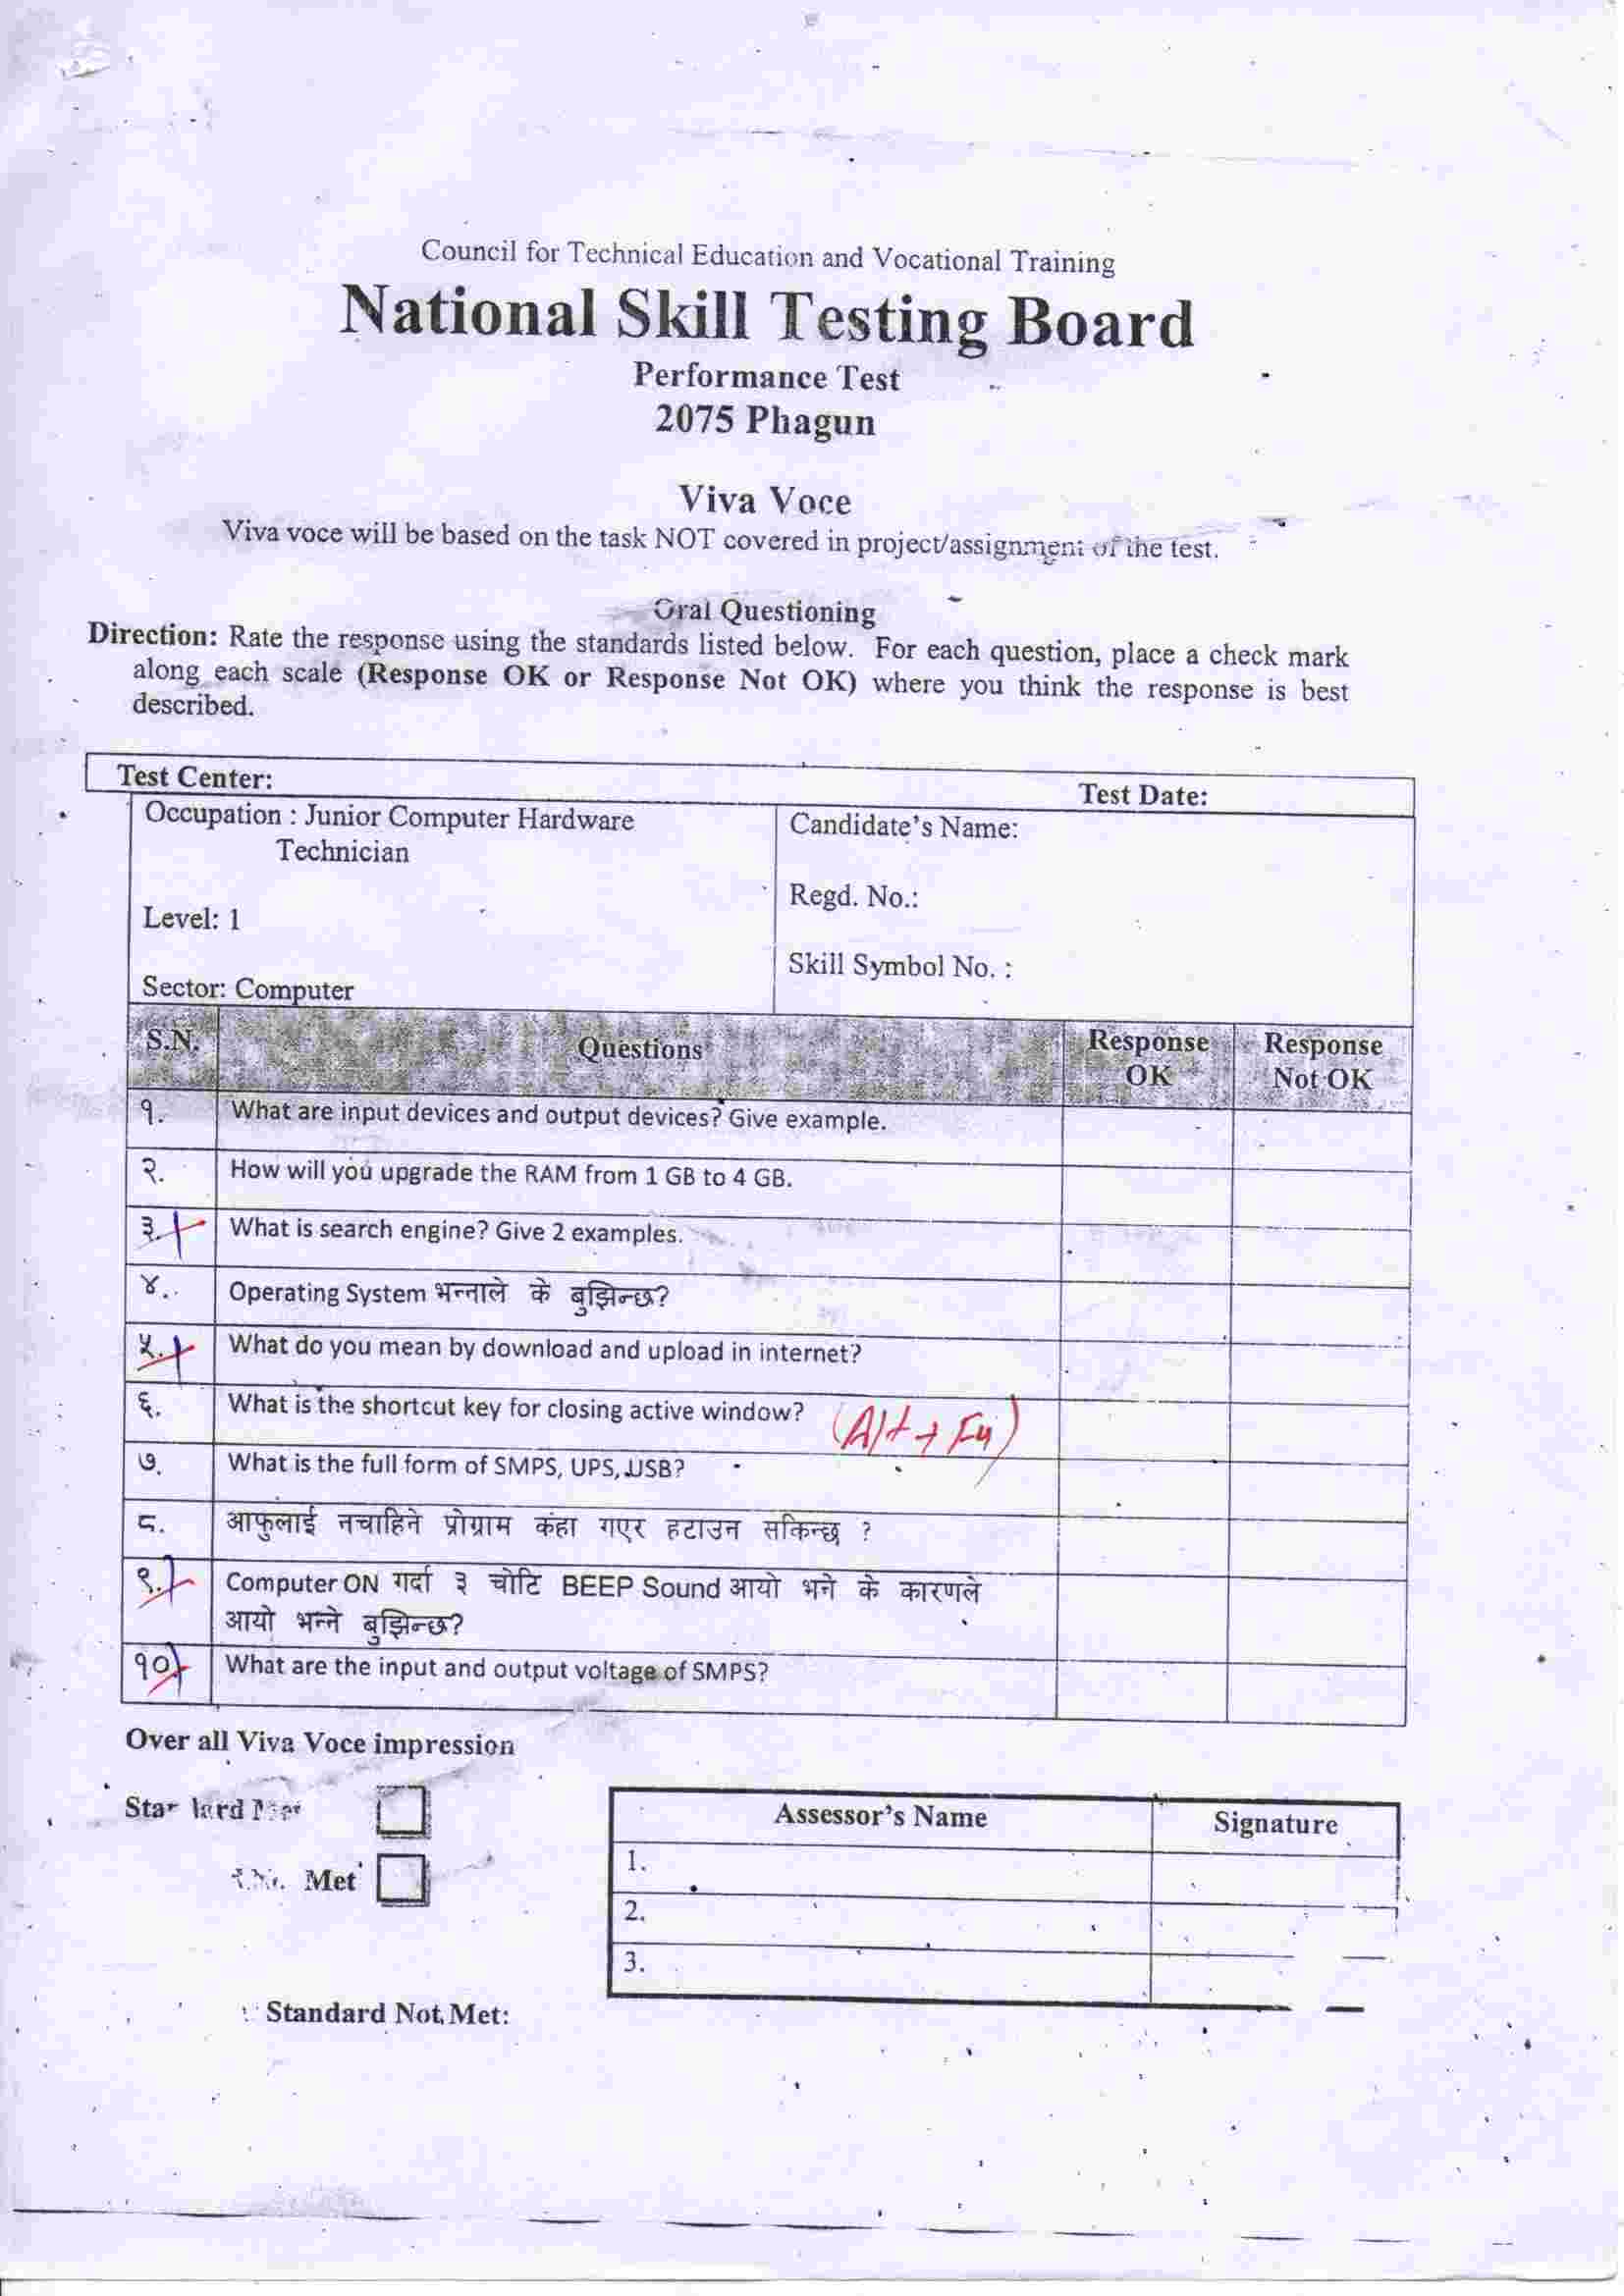 Council for Technical Education and Vocational Training
National Skill Testing Board
Performance Test
2075 Phagun
Viva Voce
Viva voce will be based on the task NOT covered in project/assignment of the test.
Oral Questioning
Direction: Rate the response using the standards listed below. For each question, place a check mark
along each scale (Response OK or Response Not OK) where you think the response is best
described.
Test Center: Test Date:
Occupation : Junior Computer Hardware
Technician
Level: 1
Sector: Computer
Candidate's Name:
Regd. No.:
Skill Symbol No. :
S.N. Questions Response OK Response Not OK
१. What are input devices and output devices? Give example.
२. How will you upgrade the RAM from 1 GB to 4 GB.
३. What is search engine? Give 2 examples.
४. Operating System भन्नाले के बुझिन्छ?
५. What do you mean by download and upload in internet?
६. What is the shortcut key for closing active window? (Alt + F4)
७. What is the full form of SMPS, UPS, USB?
८. आफुलाई नचाहिने प्रोग्राम कंहा गएर हटाउन सकिन्छ ?
९. Computer ON गर्दा ३ चोटि BEEP Sound आयो भने के कारणले
आयो भन्ने बुझिन्छ?
१० What are the input and output voltage of SMPS?
Over all Viva Voce impression
Met
Assessor's Name Signature
1.
2.
3.
Standard Not Met: